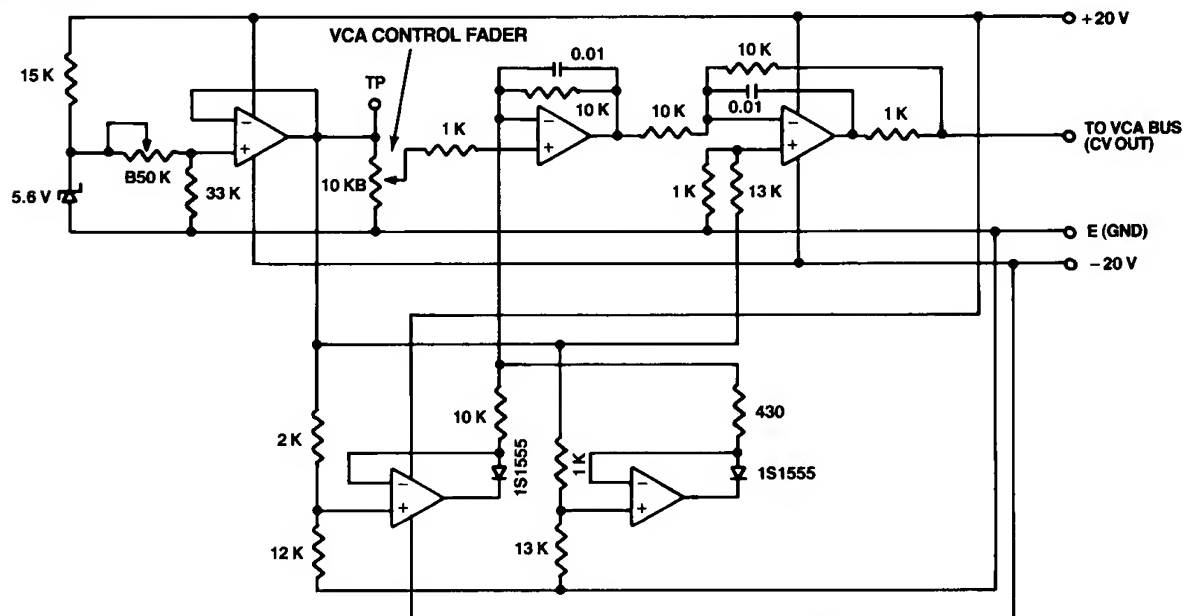 +20 V
VCA CONTROL FADER
15 K
TP
0.01
10 K
10 K
10 K
0.01
1 K
1 K
TO VCA BUS
(CV OUT)
B50 K
33 K
10 KB
5.6 V
1 K
13 K
E (GND)
−20 V
−
+
−
+
−
+
2 K
10 K
1S1555
1 K
430
1S1555
−
+
−
+
12 K
13 K